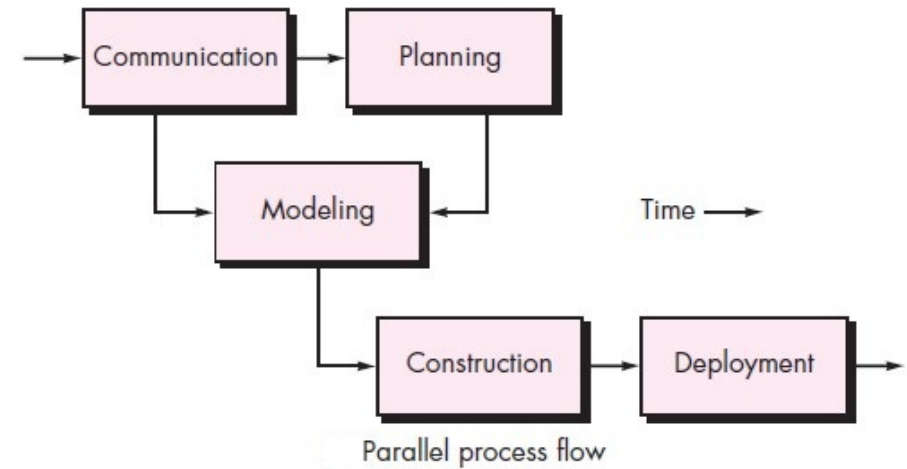 Communication
Planning
Modeling
Time
Construction
Deployment
Parallel process flow